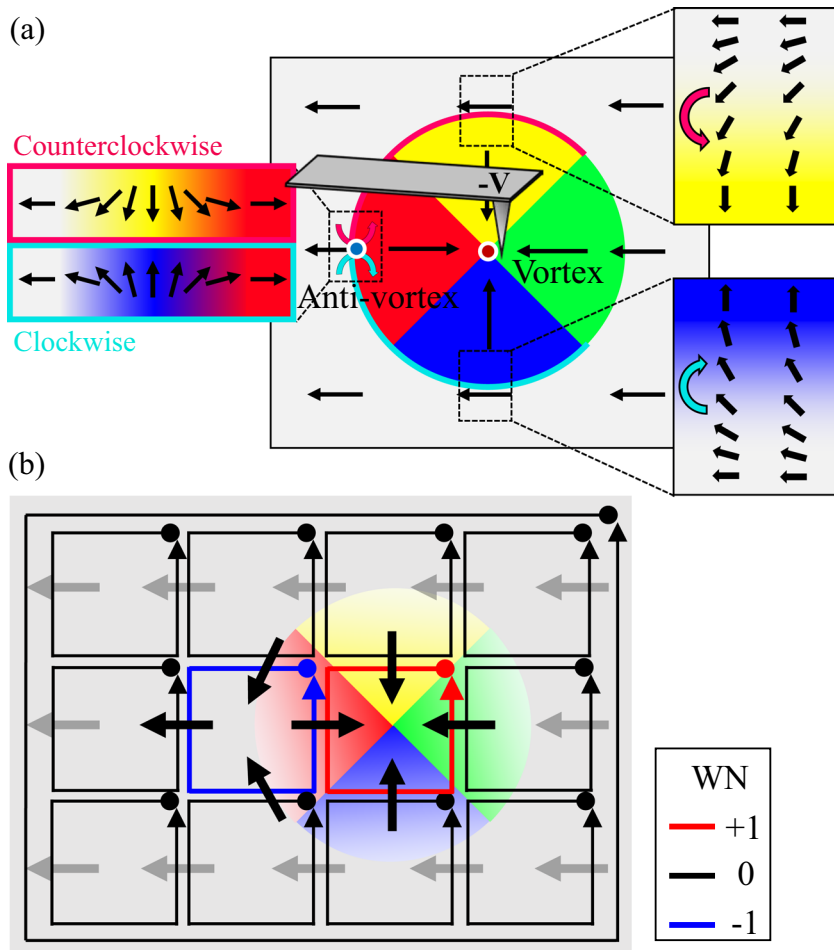 (a)
Counterclockwise
-V
Vortex
Anti-vortex
Clockwise
(b)
WN
+1
0
-1